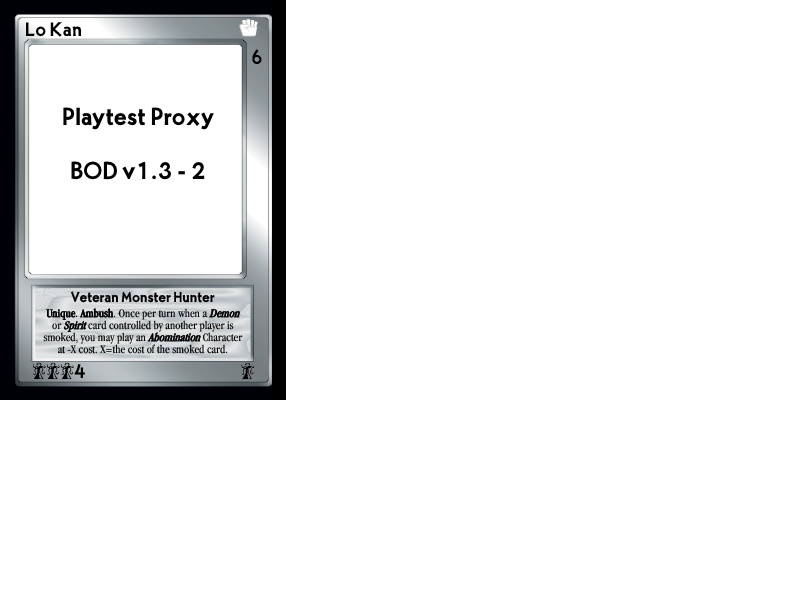 Lo Kan
6
Playtest Proxy
BOD v1.3 - 2
Veteran Monster Hunter
Unique. Ambush. Once per turn when a Demon
or Spirit card controlled by another player is
smoked, you may play an Abomination Character
at -X cost. X=the cost of the smoked card.
4